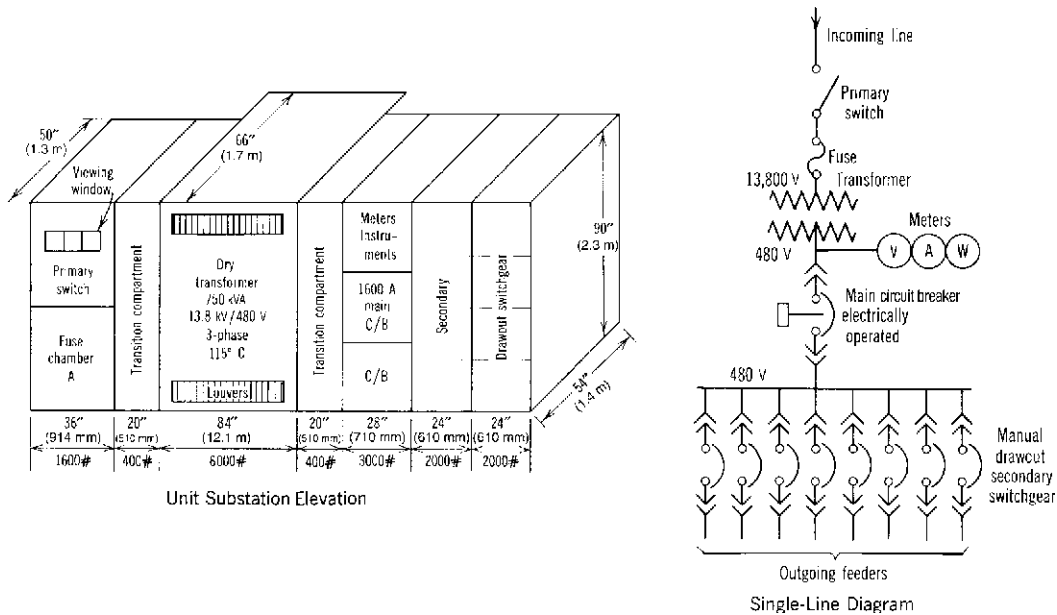 50"
(1.3 m)
Viewing
window
66"
(1.7 m)
90"
(2.3 m)
54"
(1.4 m)
Primary
switch
Fuse
chamber
A
Transition compartment
Dry
transformer
750 kVA
13.8 kV/480 V
3-phase
115° C
Louvers
Transition compartment
Meters
Instru-
ments
1600 A
main
C/B
C/B
Secondary
Drawout switchgear
36" 20" 84" 20" 28" 24" 24"
(914 mm) (510 mm) (12.1 m) (510 mm) (710 mm) (610 mm) (610 mm)
1600# 400# 6000# 400# 3000# 2000# 2000#
Unit Substation Elevation
Incoming line
Primary
switch
Fuse
Transformer
13,800 V
480 V
Meters
V A W
Main circuit breaker
electrically
operated
480 V
Manual
drawout
secondary
switchgear
Outgoing feeders
Single-Line Diagram